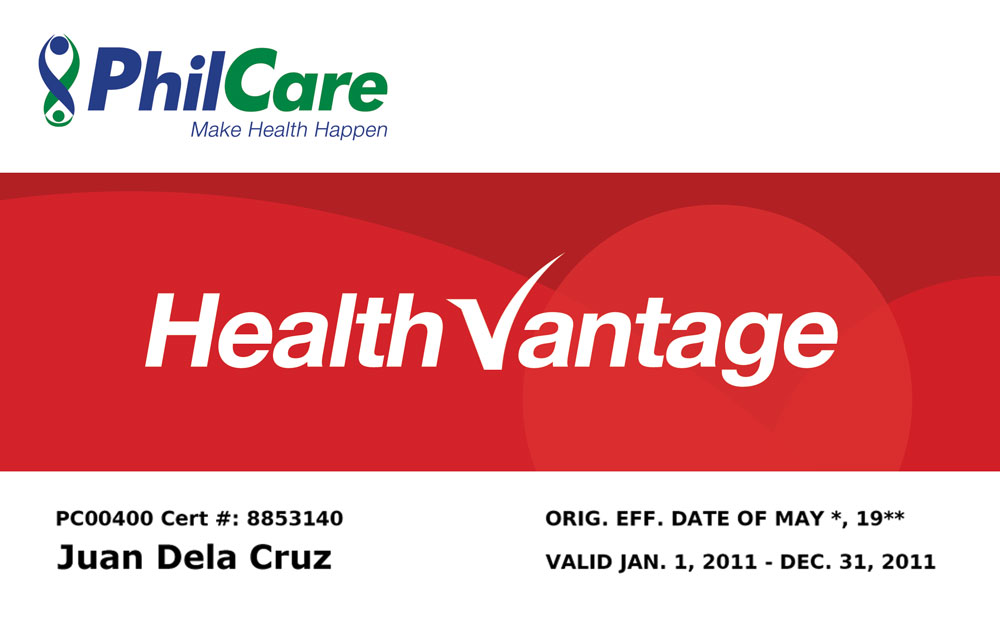 PhilCare
Make Health Happen
HealthVantage
PC00400 Cert #: 8853140
Juan Dela Cruz
ORIG. EFF. DATE OF MAY *, 19**
VALID JAN. 1, 2011 - DEC. 31, 2011